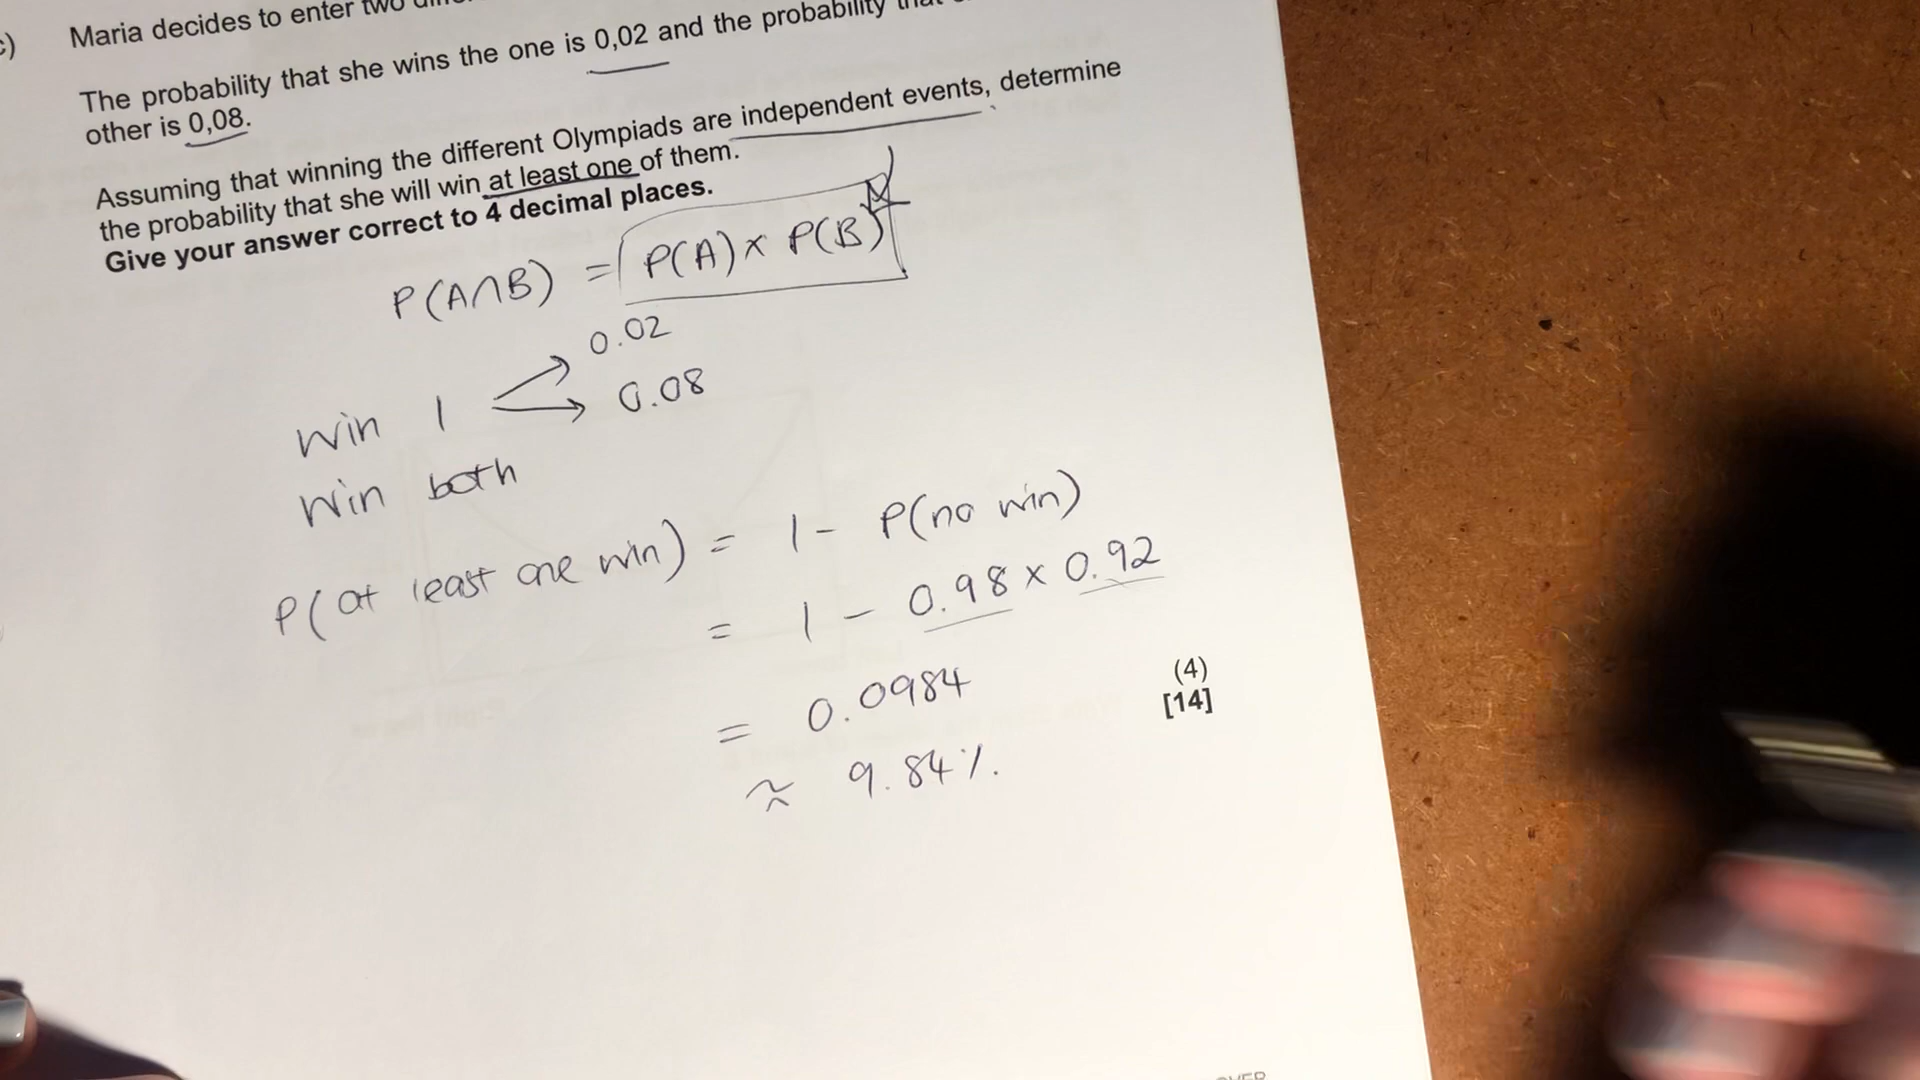 c) Maria decides to enter two
The probability that she wins the one is 0,02 and the probability that
other is 0,08.
Assuming that winning the different Olympiads are independent events, determine
the probability that she will win at least one of them.
Give your answer correct to 4 decimal places.
P(A∩B) = P(A) x P(B)
0.02
win 1
0.08
win both
P(at least one win) = 1 - P(no win)
= 1 - 0.98 x 0.92
= 0.0984
(4)
[14]
≈ 9.84%.